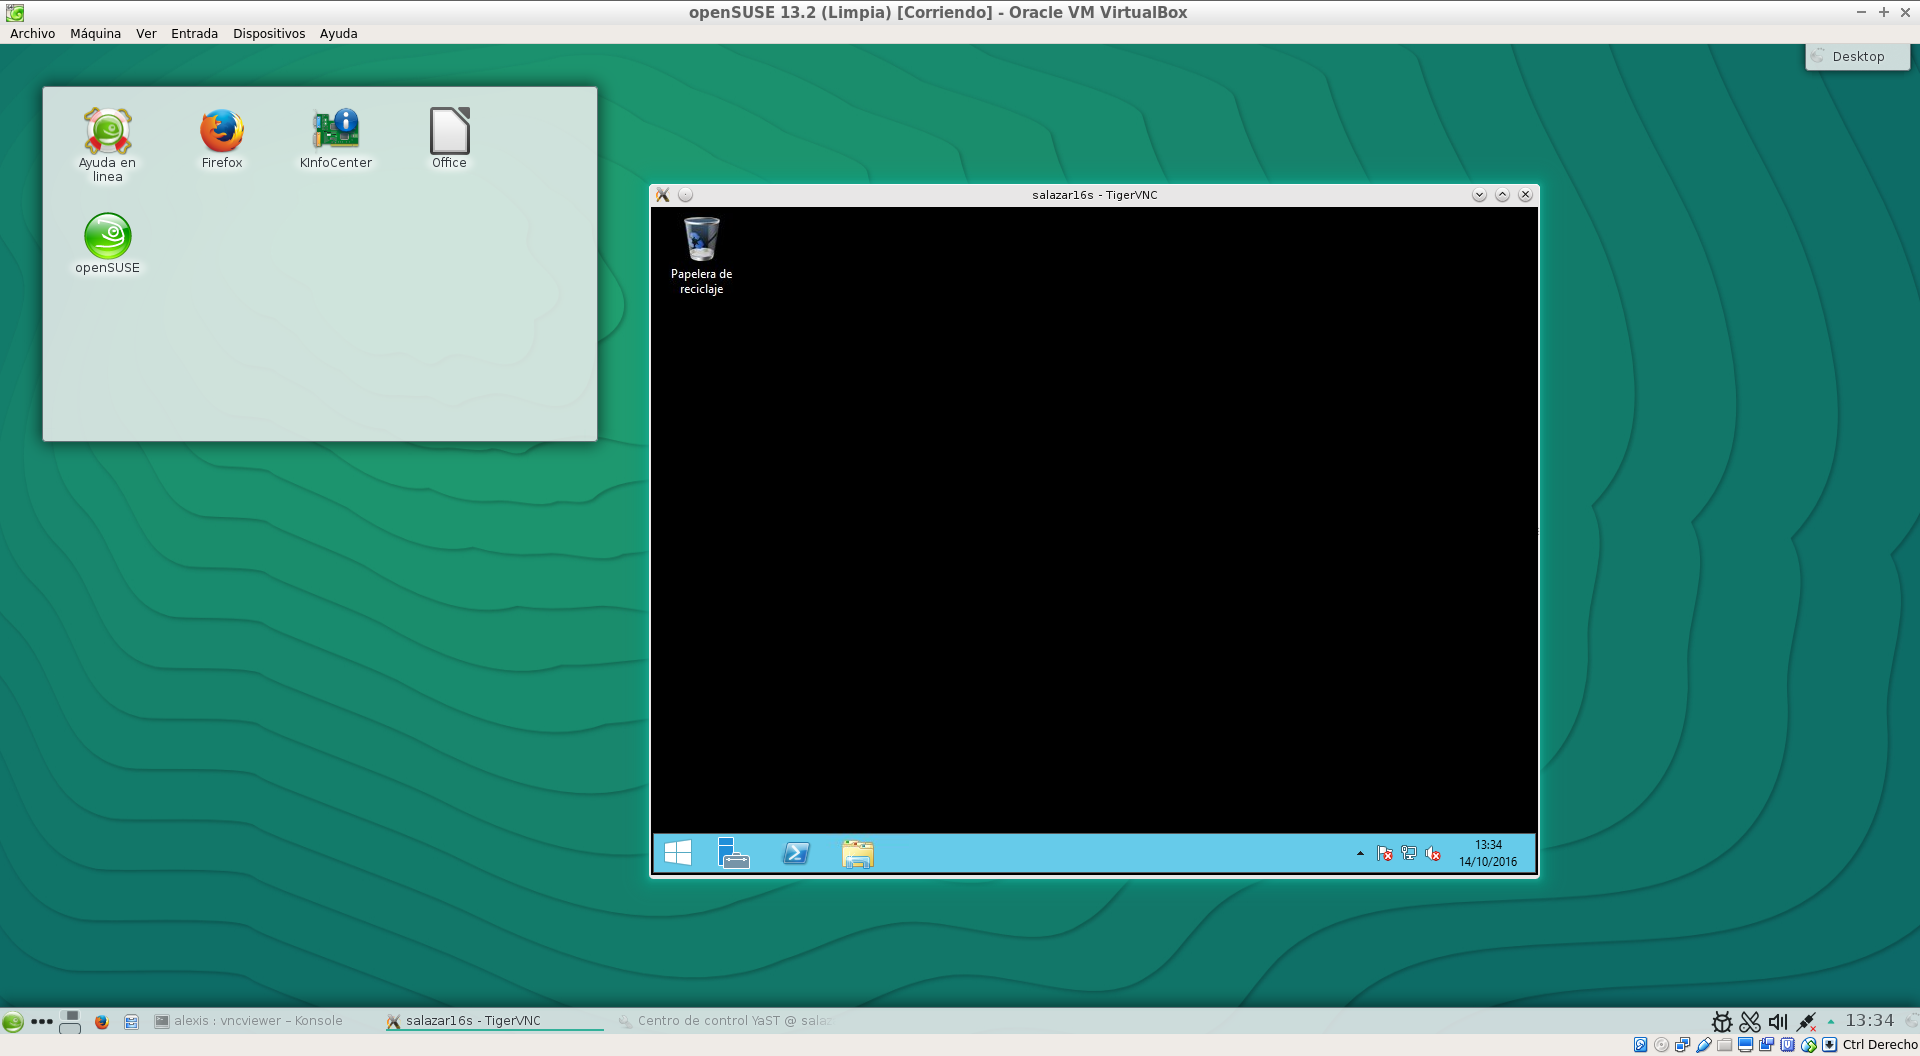 openSUSE 13.2 (Limpia) [Corriendo] - Oracle VM VirtualBox
Archivo Máquina Ver Entrada Dispositivos Ayuda
Desktop
Ayuda en
linea
Firefox
KInfoCenter
Office
openSUSE
salazar16s - TigerVNC
Papelera de
reciclaje
13:34
14/10/2016
alexis : vncviewer – Konsole
salazar16s - TigerVNC
Centro de control YaST @ salaz
13:34
Ctrl Derecho